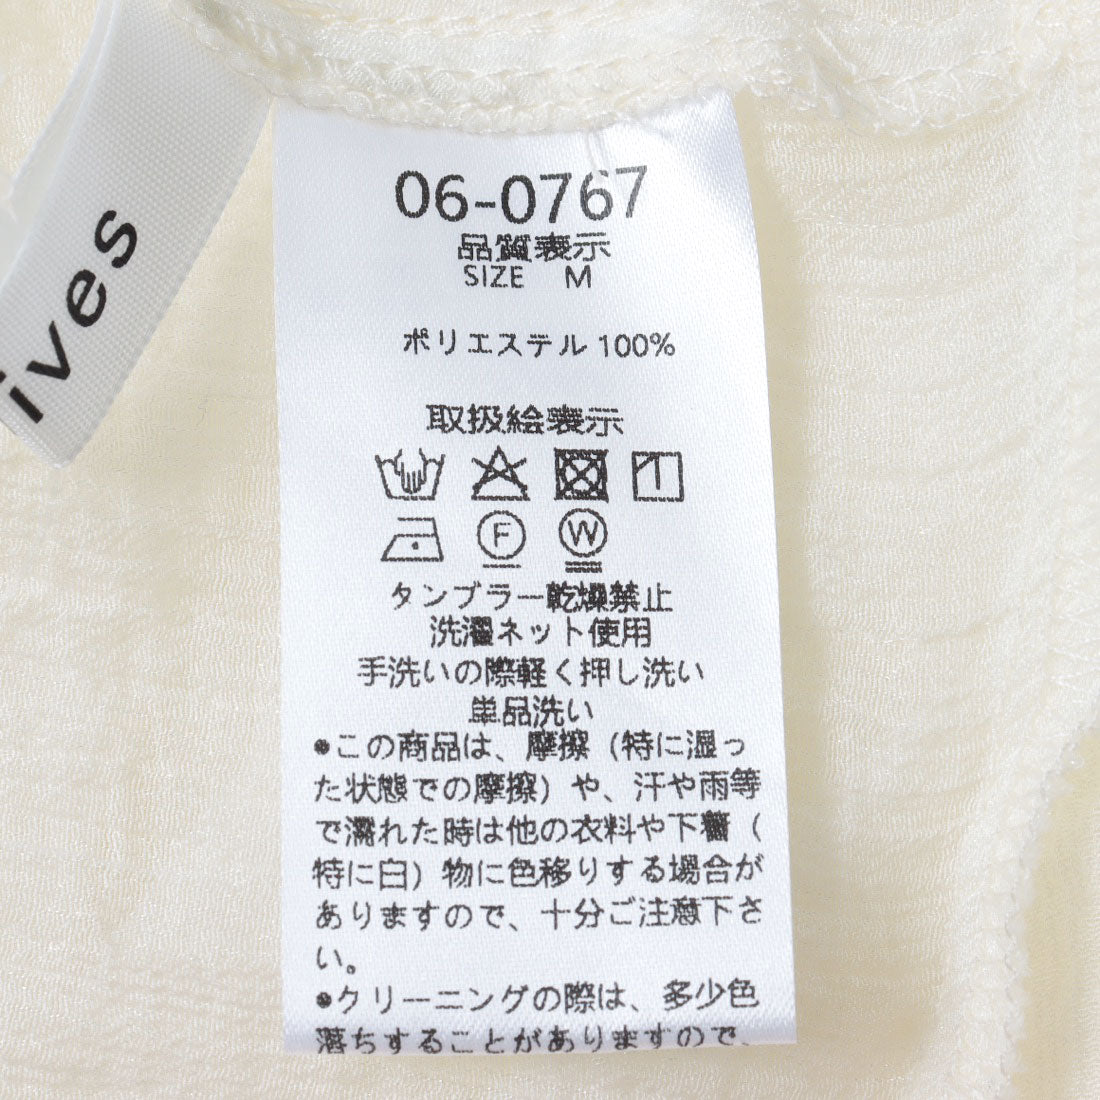 ives
06-0767
品質表示
SIZE M
ポリエステル 100%
取扱絵表示
F W
タンブラー乾燥禁止
洗濯ネット使用
手洗いの際軽く押し洗い
単品洗い
●この商品は、摩擦（特に湿っ
た状態での摩擦）や、汗や雨等
で濡れた時は他の衣料や下着（
特に白）物に色移りする場合が
ありますので、十分ご注意下さ
い。
●クリーニングの際は、多少色
落ちすることがありますので、